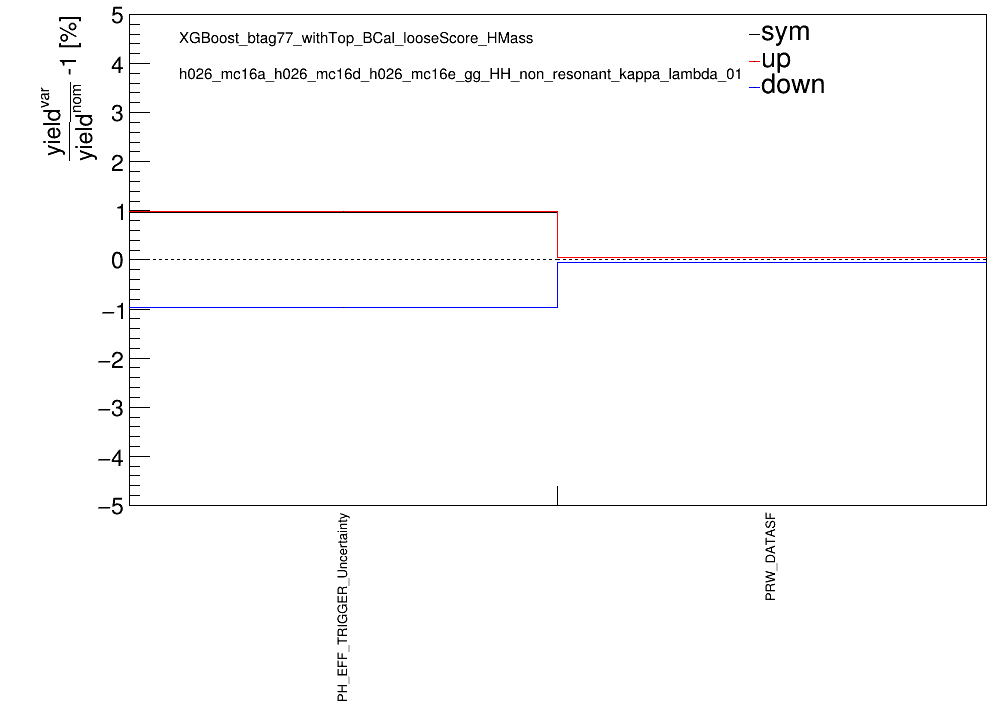 yield^var / yield^nom -1 [%]
5
4
3
2
1
0
−1
−2
−3
−4
−5
XGBoost_btag77_withTop_BCal_looseScore_HMass
h026_mc16a_h026_mc16d_h026_mc16e_gg_HH_non_resonant_kappa_lambda_01
sym
up
down
PH_EFF_TRIGGER_Uncertainty
PRW_DATASF